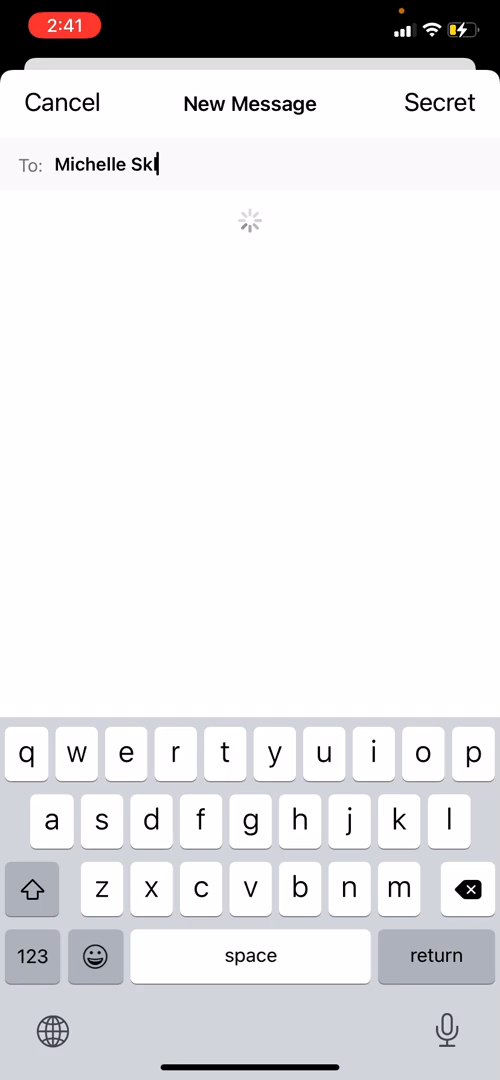 2:41
Cancel New Message Secret
To: Michelle Skl
q w e r t y u i o p
a s d f g h j k l
z x c v b n m
123 space return